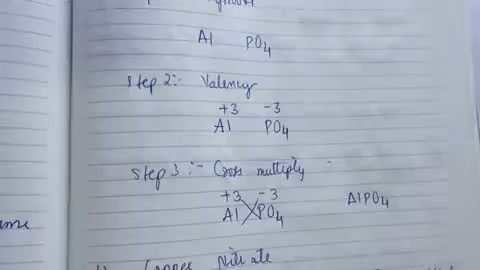 Al PO4
Step 2:- Valency
+3 -3
Al PO4
Step 3:- Cross multiply
+3 -3
Al PO4 AlPO4
Copper Nitrate